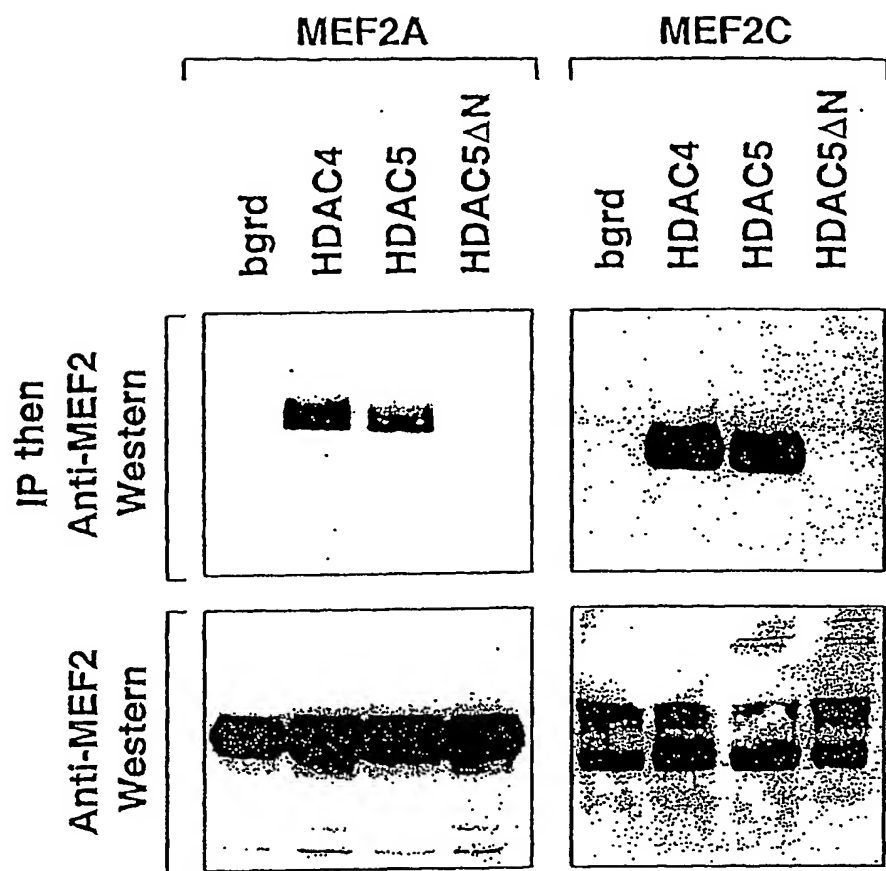 MEF2A
MEF2C
bgrd
HDAC4
HDAC5
HDAC5ΔN
bgrd
HDAC4
HDAC5
HDAC5ΔN
IP then
Anti-MEF2
Western
Anti-MEF2
Western